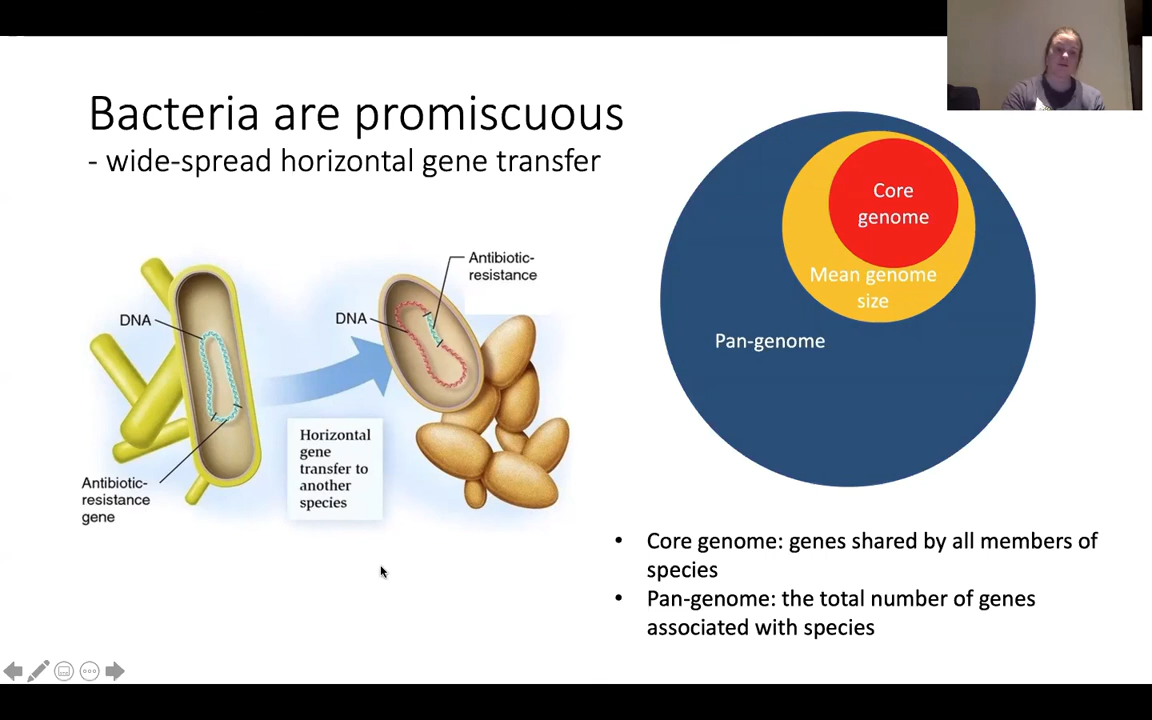 Bacteria are promiscuous
- wide-spread horizontal gene transfer
DNA
Antibiotic-
resistance
gene
Horizontal
gene
transfer to
another
species
DNA
Antibiotic-
resistance
Core
genome
Mean genome
size
Pan-genome
• Core genome: genes shared by all members of
species
• Pan-genome: the total number of genes
associated with species